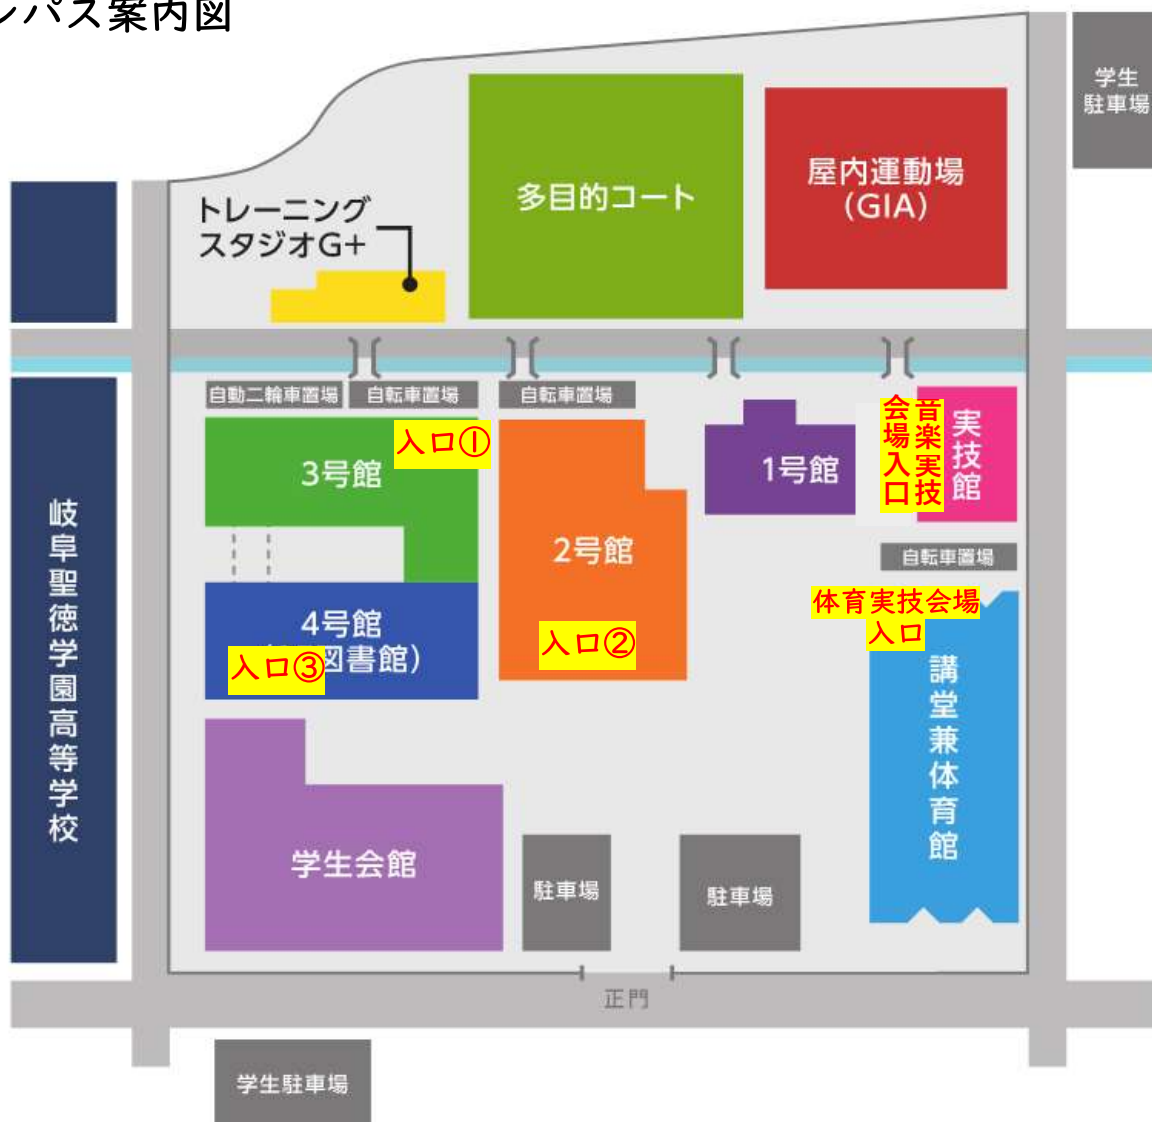 ンパス案内図
学生
駐車場
屋内運動場
(GIA)
多目的コート
トレーニング
スタジオG+
自動二輪車置場
自転車置場
自転車置場
入口①
3号館
1号館
音楽実技
会場入口
実技館
2号館
自転車置場
岐阜聖徳学園高等学校
体育実技会場
入口
4号館
図書館)
入口③
入口②
講堂兼体育館
学生会館
駐車場
駐車場
正門
学生駐車場